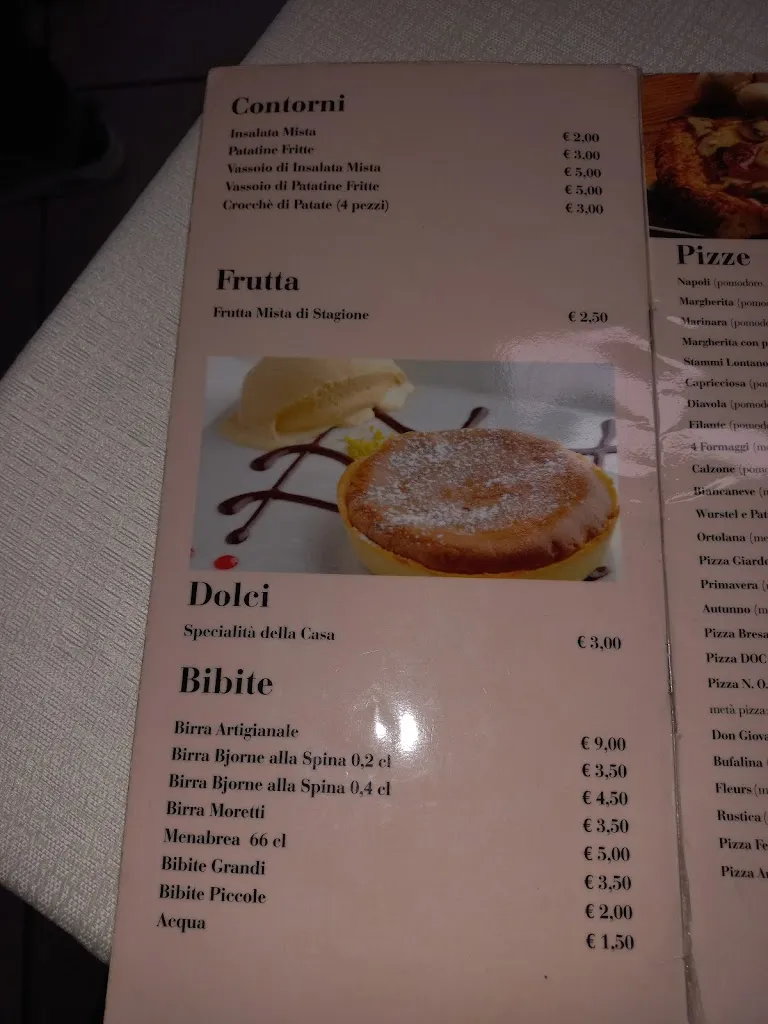 Contorni
Insalata Mista € 2,00
Patatine Fritte € 3,00
Vassoio di Insalata Mista € 5,00
Vassoio di Patatine Fritte € 5,00
Crocchè di Patate (4 pezzi) € 3,00
Frutta
Frutta Mista di Stagione € 2,50
Dolci
Specialità della Casa € 3,00
Bibite
Birra Artigianale € 9,00
Birra Bjorne alla Spina 0,2 cl € 3,50
Birra Bjorne alla Spina 0,4 cl € 4,50
Birra Moretti € 3,50
Menabrea 66 cl € 5,00
Bibite Grandi € 3,50
Bibite Piccole € 2,00
Acqua € 1,50
Pizze
Napoli (pomodoro,
Margherita
Marinara
Margherita con
Stammi Lontano
Capricciosa
Diavola
Filante
4 Formaggi
Calzone
Biancaneve
Wurstel e
Ortolana
Pizza
Primavera
Autunno
Pizza
Pizza DOC
Pizza N. O.
metà pizza
Don
Bufalina
Fleurs
Rustica
Pizza
Pizza